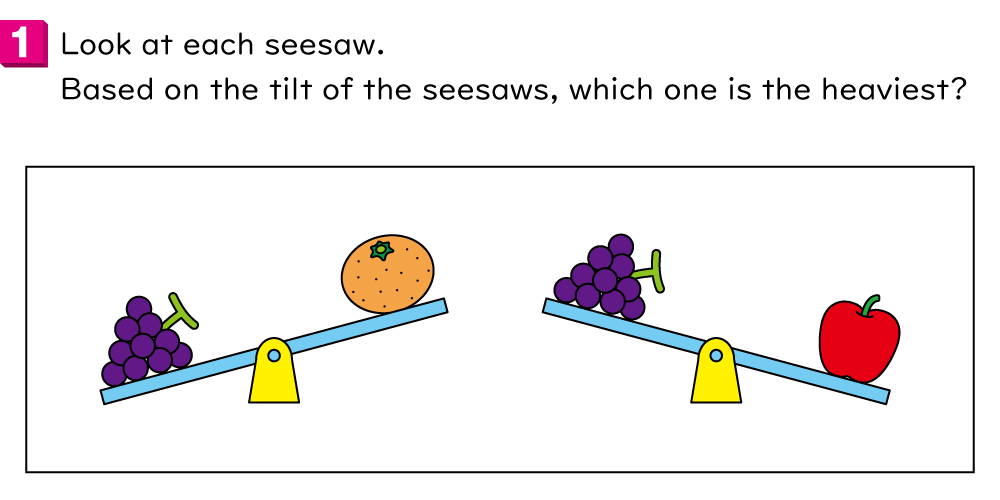 1 Look at each seesaw.
Based on the tilt of the seesaws, which one is the heaviest?